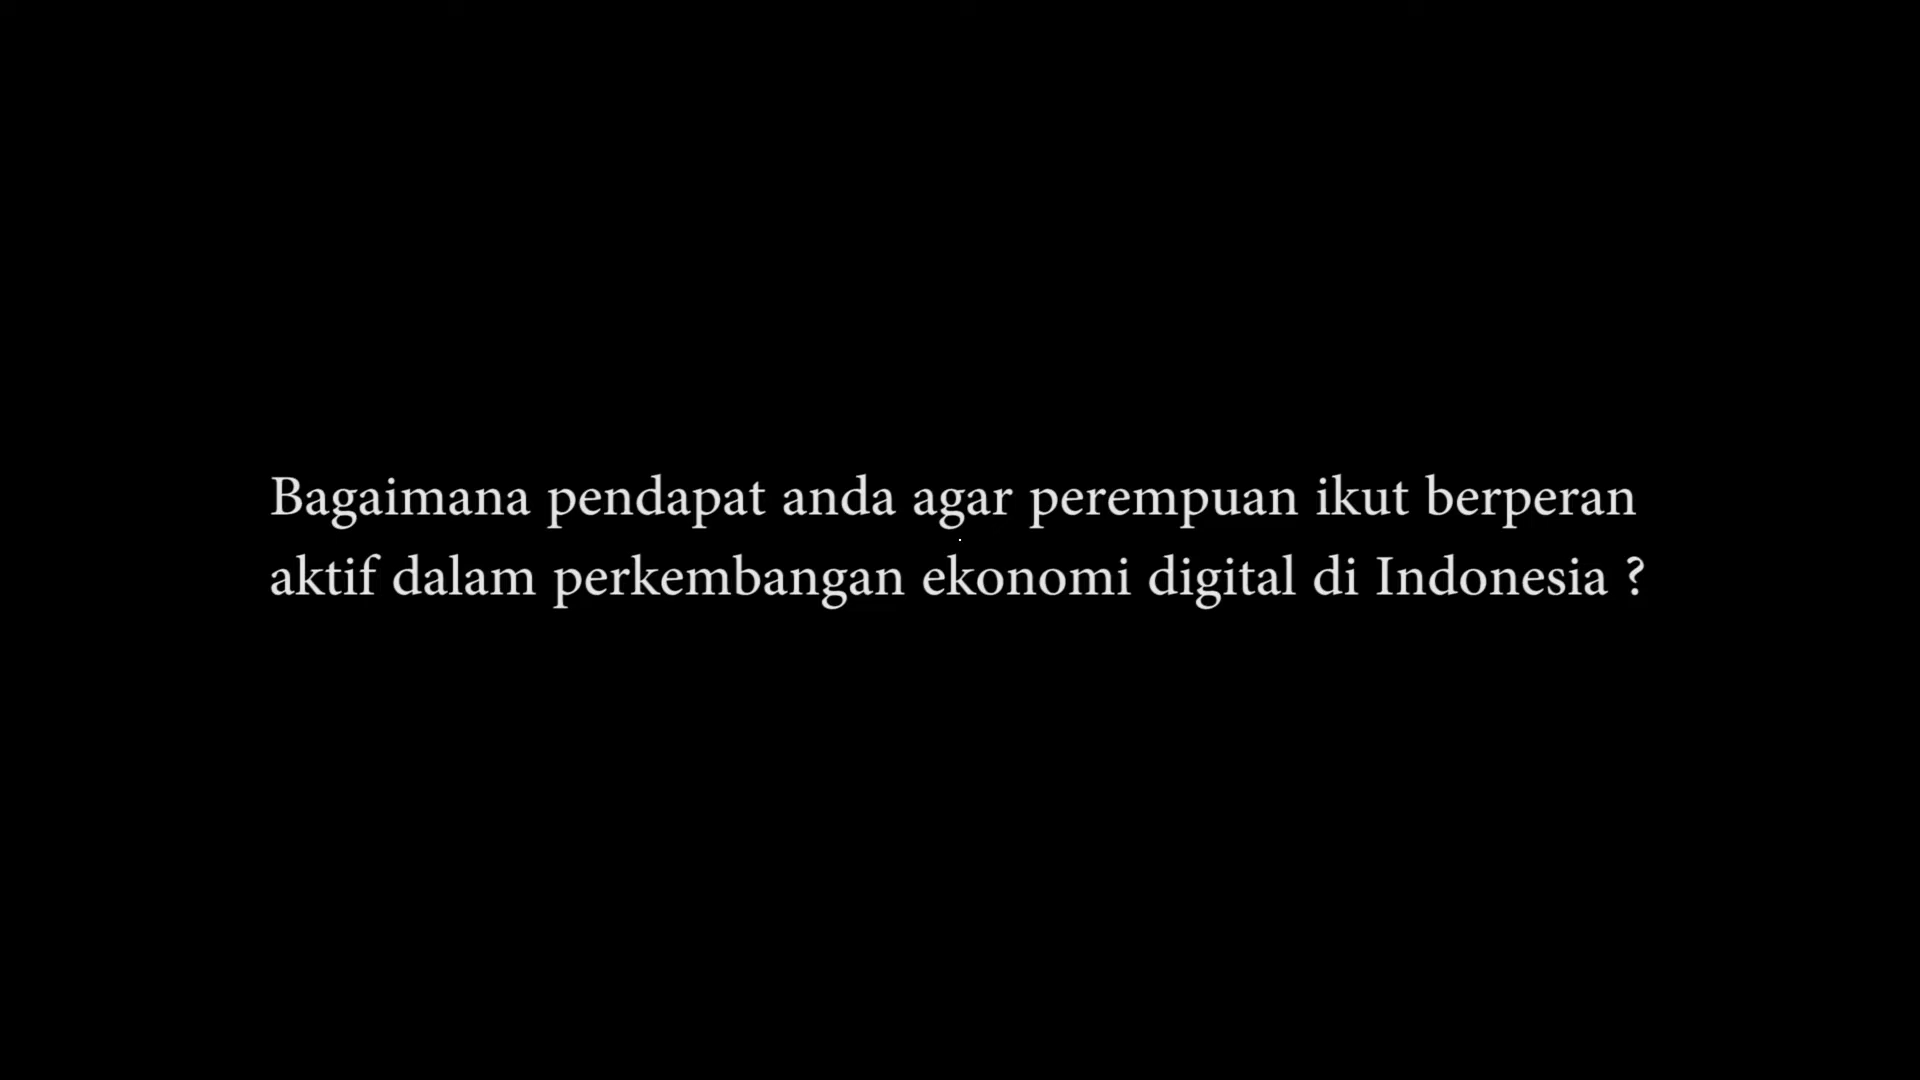 Bagaimana pendapat anda agar perempuan ikut berperan
aktif dalam perkembangan ekonomi digital di Indonesia ?